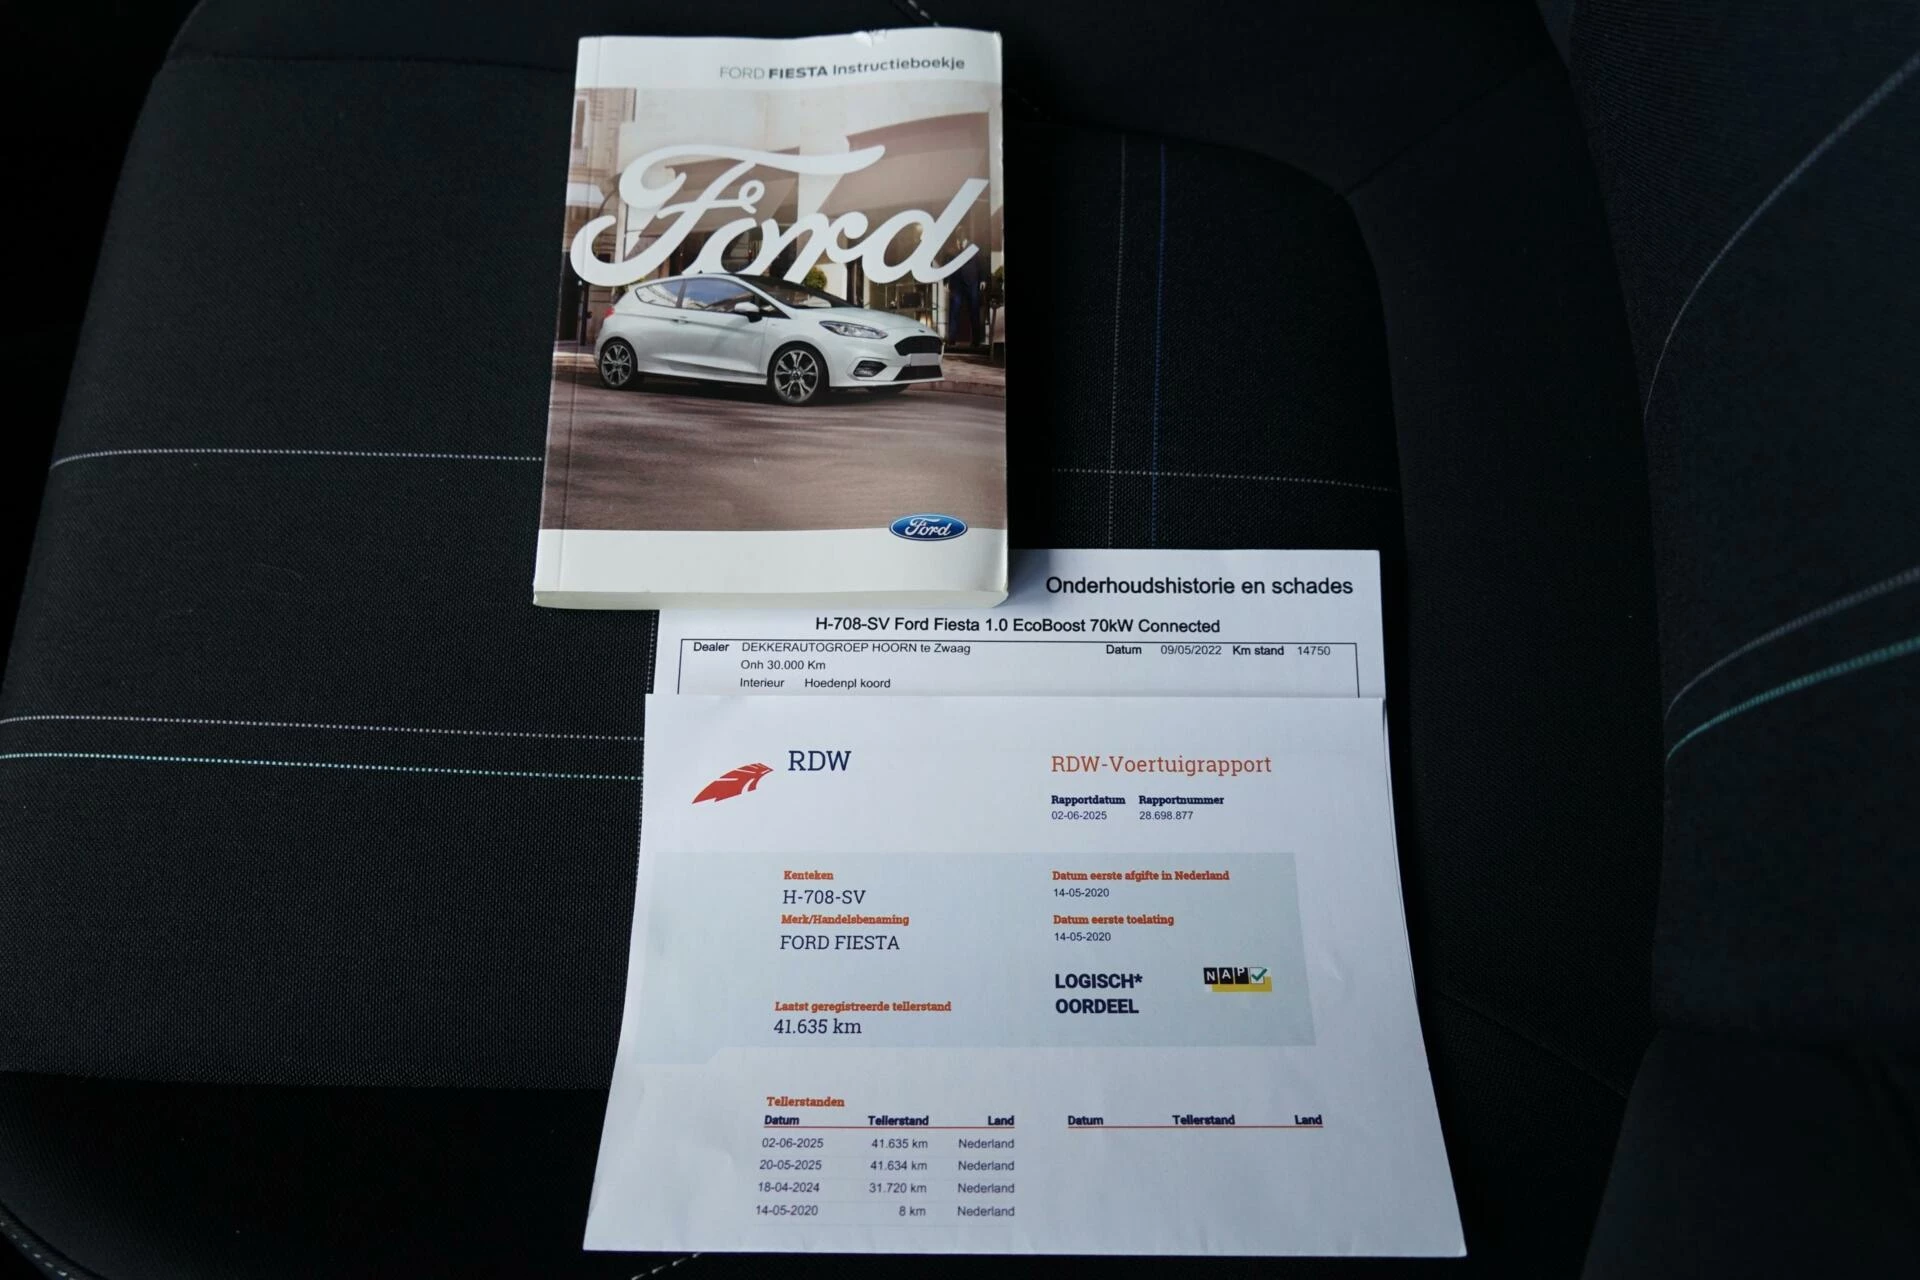 FORD FIESTA Instructieboekje
Ford
Ford
Onderhoudshistorie en schades
H-708-SV Ford Fiesta 1.0 EcoBoost 70kW Connected
Dealer DEKKERAUTOGROEP HOORN te Zwaag Datum 09/05/2022 Km stand 14750
Onh 30.000 Km
Interieur Hoedenpl koord
RDW
RDW-Voertuigrapport
Rapportdatum Rapportnummer
02-06-2025 28.698.877
Kenteken
H-708-SV
Merk/Handelsbenaming
FORD FIESTA
Laatst geregistreerde tellerstand
41.635 km
Datum eerste afgifte in Nederland
14-05-2020
Datum eerste toelating
14-05-2020
LOGISCH*
OORDEEL
NAP
Tellerstanden
Datum Tellerstand Land
02-06-2025 41.635 km Nederland
20-05-2025 41.634 km Nederland
18-04-2024 31.720 km Nederland
14-05-2020 8 km Nederland
Datum Tellerstand Land